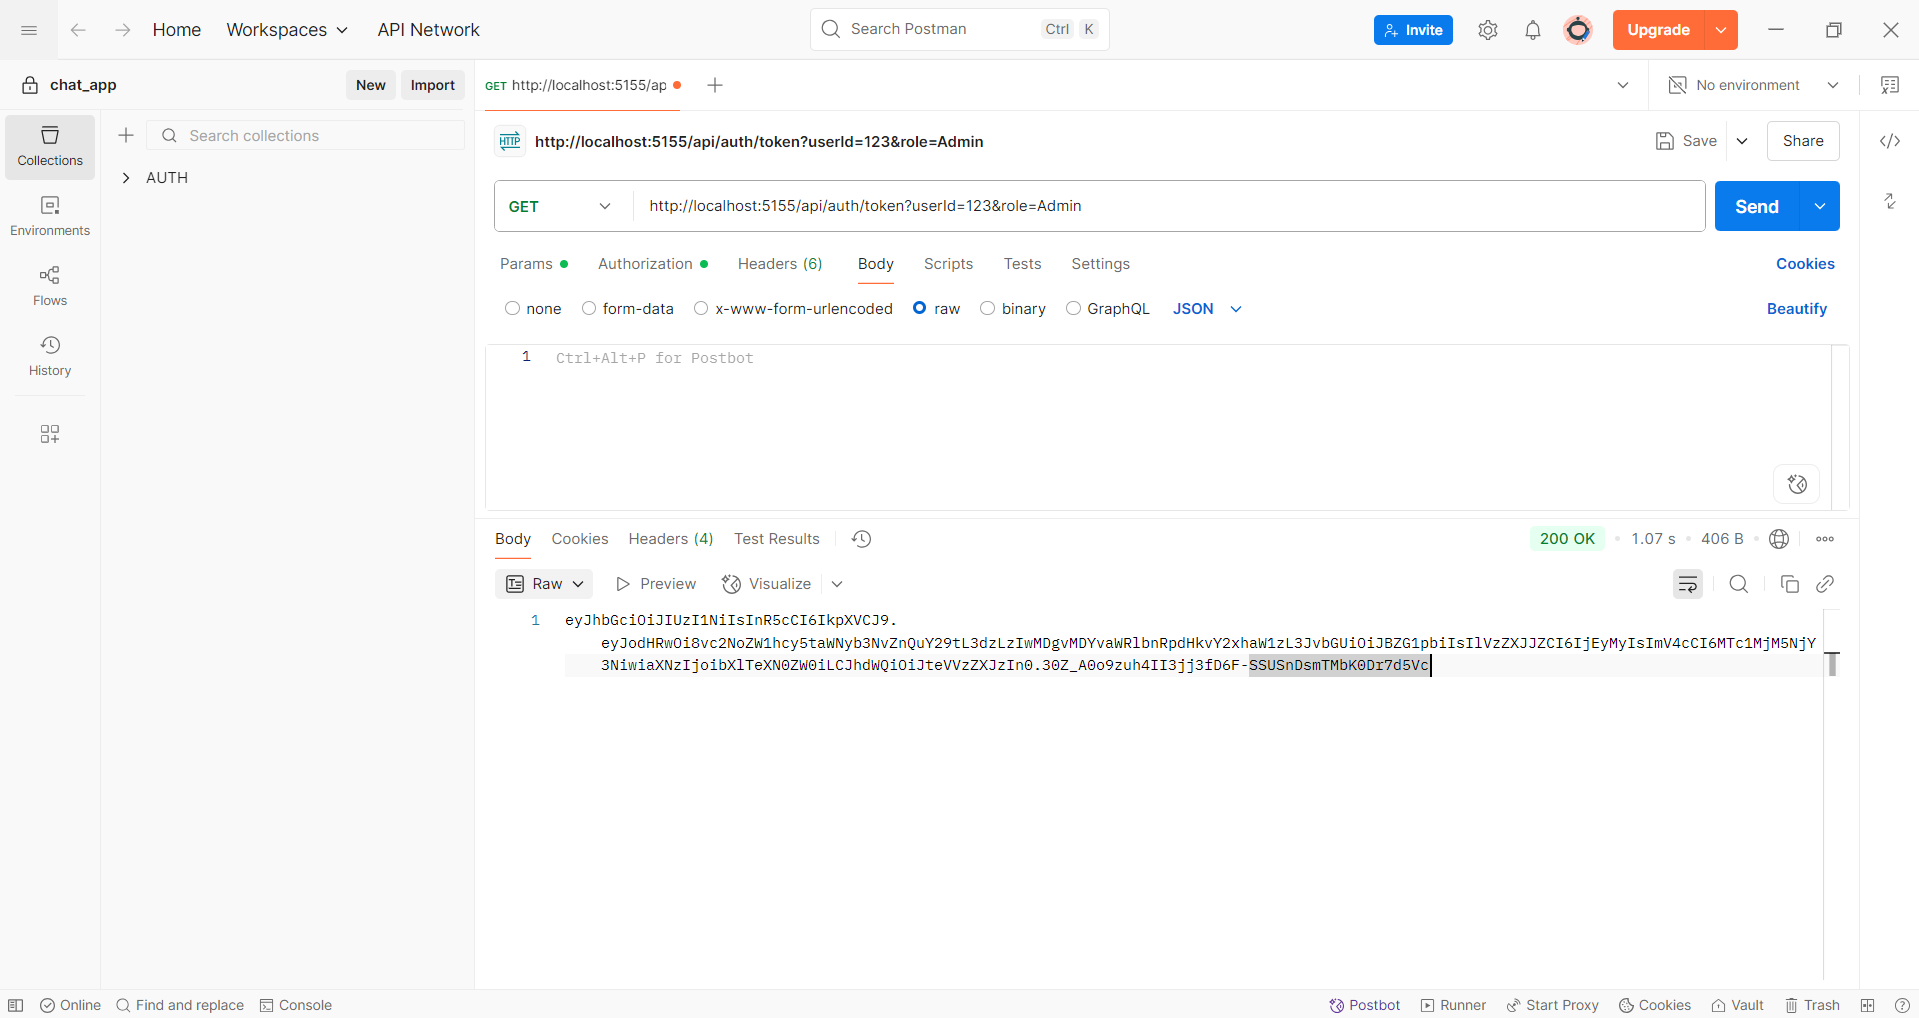 Home
Workspaces
API Network
Search Postman
Ctrl
K
Invite
Upgrade
chat_app
New
Import
GET http://localhost:5155/ap
No environment
Collections
Search collections
AUTH
Environments
Flows
History
HTTP
http://localhost:5155/api/auth/token?userId=123&role=Admin
Save
Share
GET
http://localhost:5155/api/auth/token?userId=123&role=Admin
Send
Params
Authorization
Headers (6)
Body
Scripts
Tests
Settings
Cookies
none
form-data
x-www-form-urlencoded
raw
binary
GraphQL
JSON
Beautify
1
Ctrl+Alt+P for Postbot
Body
Cookies
Headers (4)
Test Results
200 OK
1.07 s
406 B
Raw
Preview
Visualize
1
eyJhbGciOiJIUzI1NiIsInR5cCI6IkpXVCJ9.
eyJodHRwOi8vc2NoZW1hcy5taWNyb3NvZnQuY29tL3dzLzIwMDgvMDYvaWRlbnRpdHkvY2xhaW1zL3JvbGUiOiJBZG1pbiIsIlVzZXJJZCI6IjEyMyIsImV4cCI6MTc1MjM5NjY
3NiwiaXNzIjoibXlTeXN0ZW0iLCJhdWQiOiJteVVzZXJzIn0.30Z_A0o9zuh4II3jj3fD6F-SSUSnDsmTMbK0Dr7d5Vc
Online
Find and replace
Console
Postbot
Runner
Start Proxy
Cookies
Vault
Trash